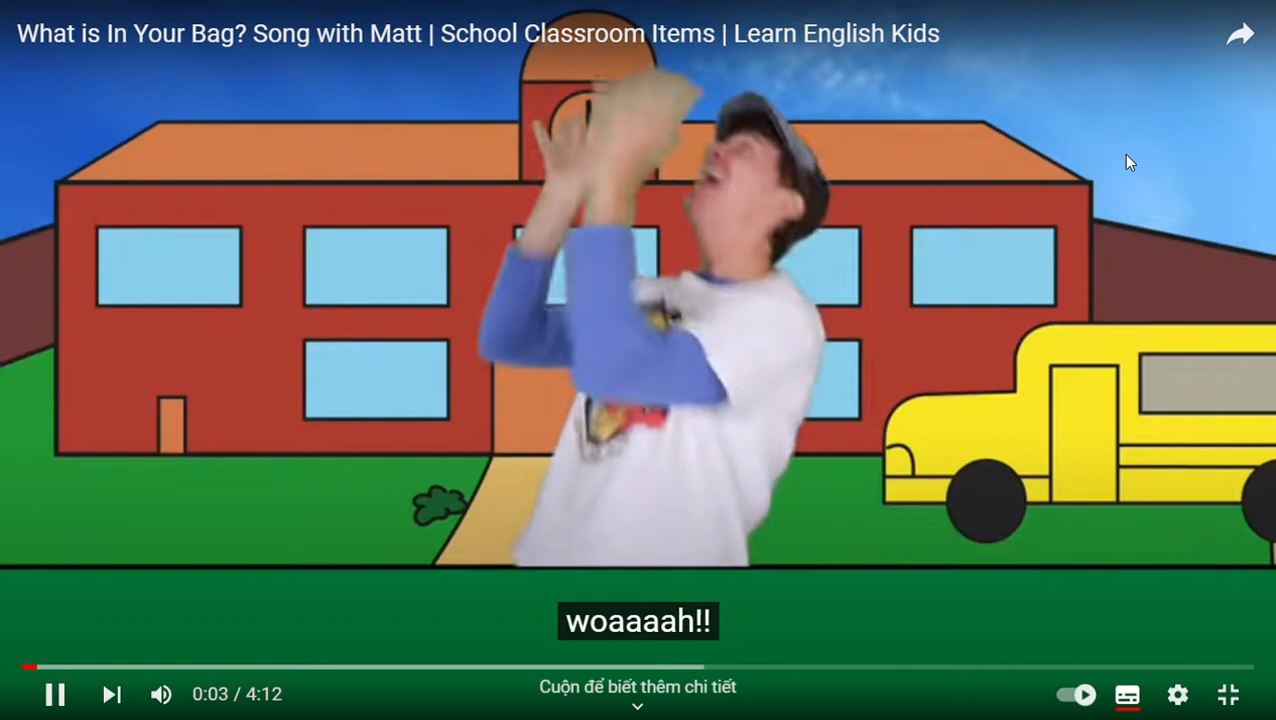 What is In Your Bag? Song with Matt | School Classroom Items | Learn English Kids
woaaaah!!
0:03 / 4:12
Cuộn để biết thêm chi tiết